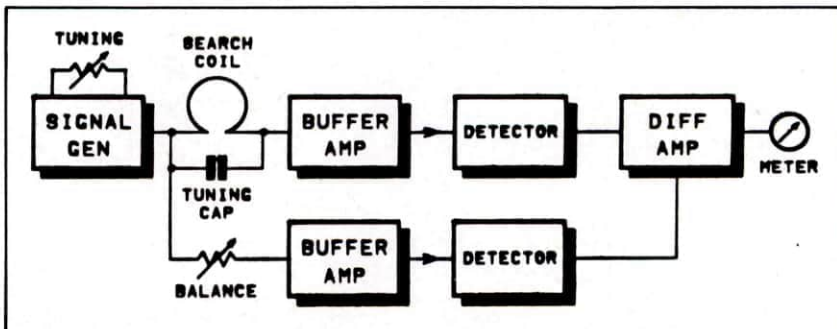 TUNING
SEARCH
COIL
SIGNAL
GEN
BUFFER
AMP
DETECTOR
DIFF
AMP
METER
TUNING
CAP
BALANCE
BUFFER
AMP
DETECTOR